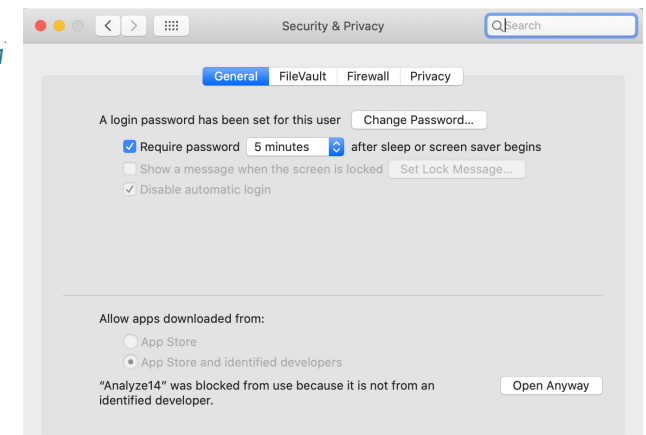 Security & Privacy
Search
General FileVault Firewall Privacy
A login password has been set for this user Change Password...
Require password 5 minutes after sleep or screen saver begins
Show a message when the screen is locked Set Lock Message...
Disable automatic login
Allow apps downloaded from:
App Store
App Store and identified developers
“Analyze14” was blocked from use because it is not from an Open Anyway
identified developer.